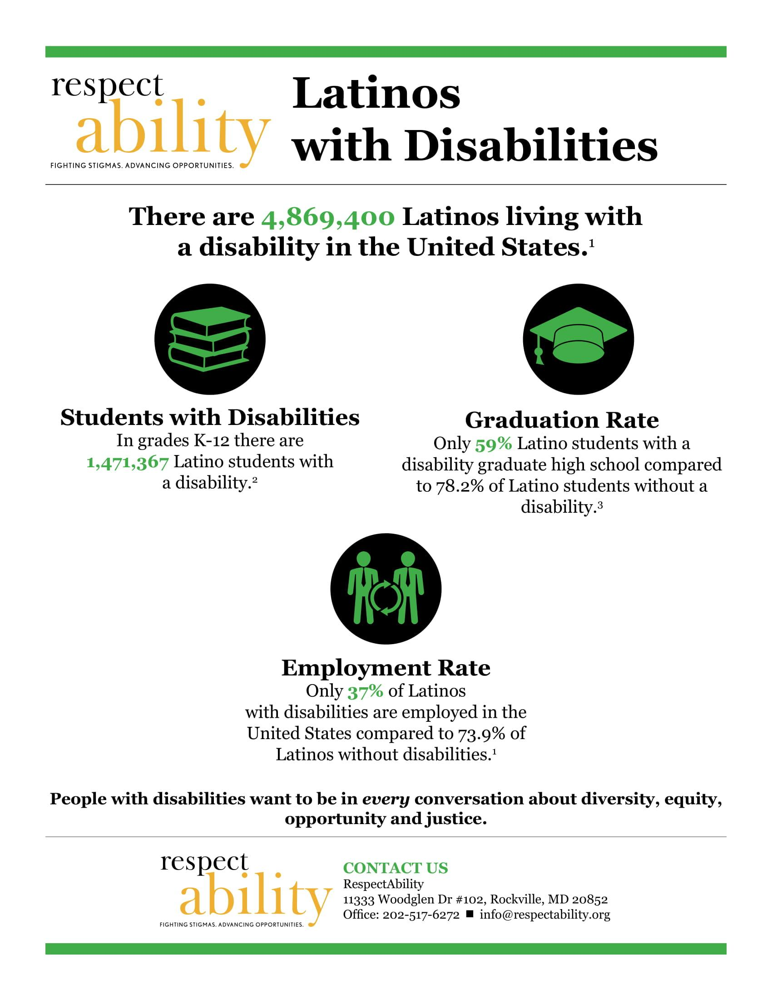 respect
ability
FIGHTING STIGMAS. ADVANCING OPPORTUNITIES.
Latinos
with Disabilities
There are 4,869,400 Latinos living with
a disability in the United States.¹
Students with Disabilities
In grades K-12 there are
1,471,367 Latino students with
a disability.²
Graduation Rate
Only 59% Latino students with a
disability graduate high school compared
to 78.2% of Latino students without a
disability.³
Employment Rate
Only 37% of Latinos
with disabilities are employed in the
United States compared to 73.9% of
Latinos without disabilities.¹
People with disabilities want to be in every conversation about diversity, equity,
opportunity and justice.
respect
ability
FIGHTING STIGMAS. ADVANCING OPPORTUNITIES.
CONTACT US
RespectAbility
11333 Woodglen Dr #102, Rockville, MD 20852
Office: 202-517-6272 ■ info@respectability.org